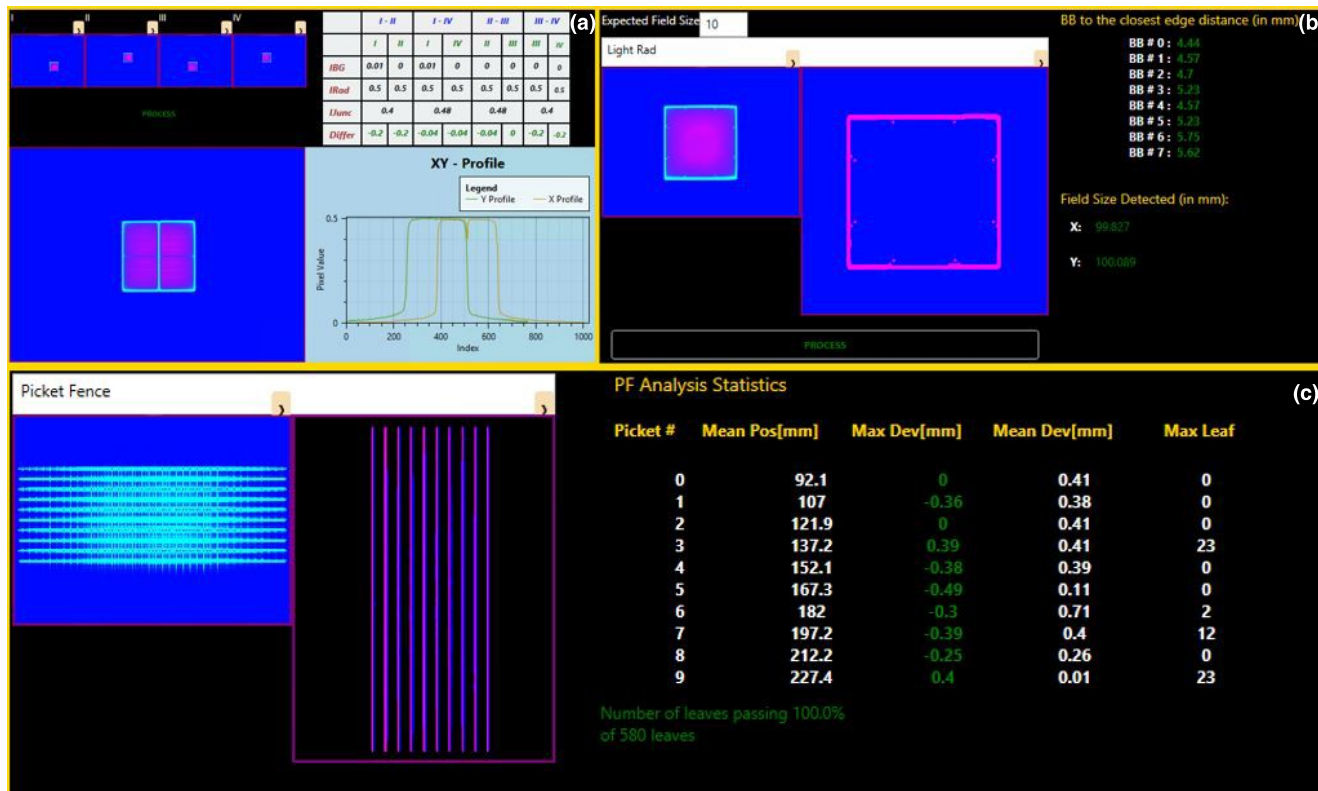 I II III IV (a)
I - II I - IV II - III III - IV
I II I IV II III III IV
IBG 0.01 0 0.01 0 0 0 0 0
IRad 0.5 0.5 0.5 0.5 0.5 0.5 0.5 0.5
IJunc 0.4 0.48 0.48 0.4
Differ -0.2 -0.2 -0.04 -0.04 -0.04 0 -0.2 -0.2
PROCESS
XY - Profile
Legend
Y Profile X Profile
Pixel Value
0.5
0
0 200 400 600 800 1000
Index
Expected Field Size 10
Light Rad
PROCESS
BB to the closest edge distance (in mm)
(b)
BB # 0 : 4.44
BB # 1 : 4.57
BB # 2 : 4.7
BB # 3 : 5.23
BB # 4 : 4.57
BB # 5 : 5.23
BB # 6 : 5.75
BB # 7 : 5.62
Field Size Detected (in mm):
X: 99.827
Y: 100.089
Picket Fence
PF Analysis Statistics
(c)
Picket # Mean Pos[mm] Max Dev[mm] Mean Dev[mm] Max Leaf
0 92.1 0 0.41 0
1 107 -0.36 0.38 0
2 121.9 0 0.41 0
3 137.2 0.39 0.41 23
4 152.1 -0.38 0.39 0
5 167.3 -0.49 0.11 0
6 182 -0.3 0.71 2
7 197.2 -0.39 0.4 12
8 212.2 -0.25 0.26 0
9 227.4 0.4 0.01 23
Number of leaves passing 100.0%
of 580 leaves